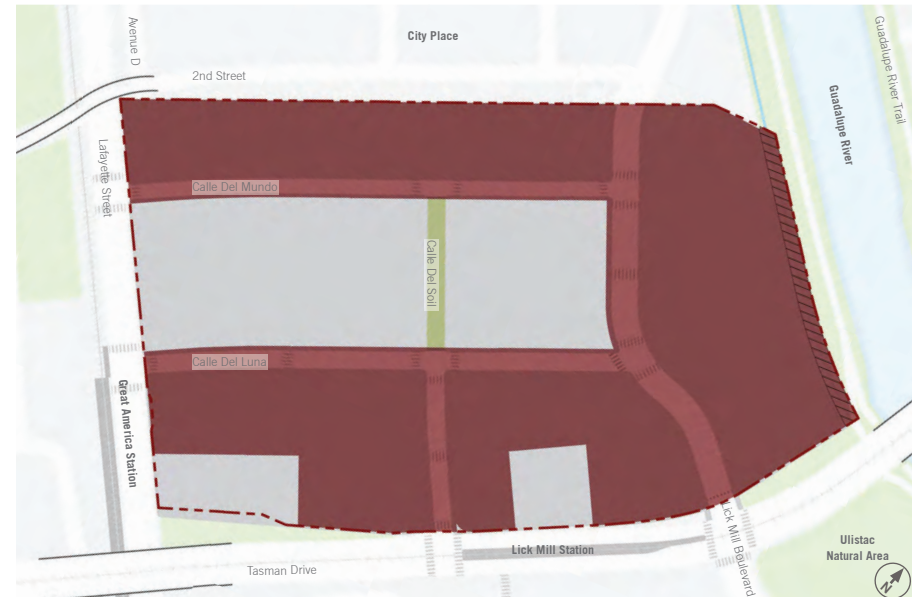 City Place
Avenue D
2nd Street
Guadalupe River Trail
Guadalupe River
Lafayette Street
Calle Del Mundo
Calle Del Soil
Calle Del Luna
Great America Station
Lick Mill Station
Lick Mill Boulevard
Ulistac
Natural Area
Tasman Drive
N